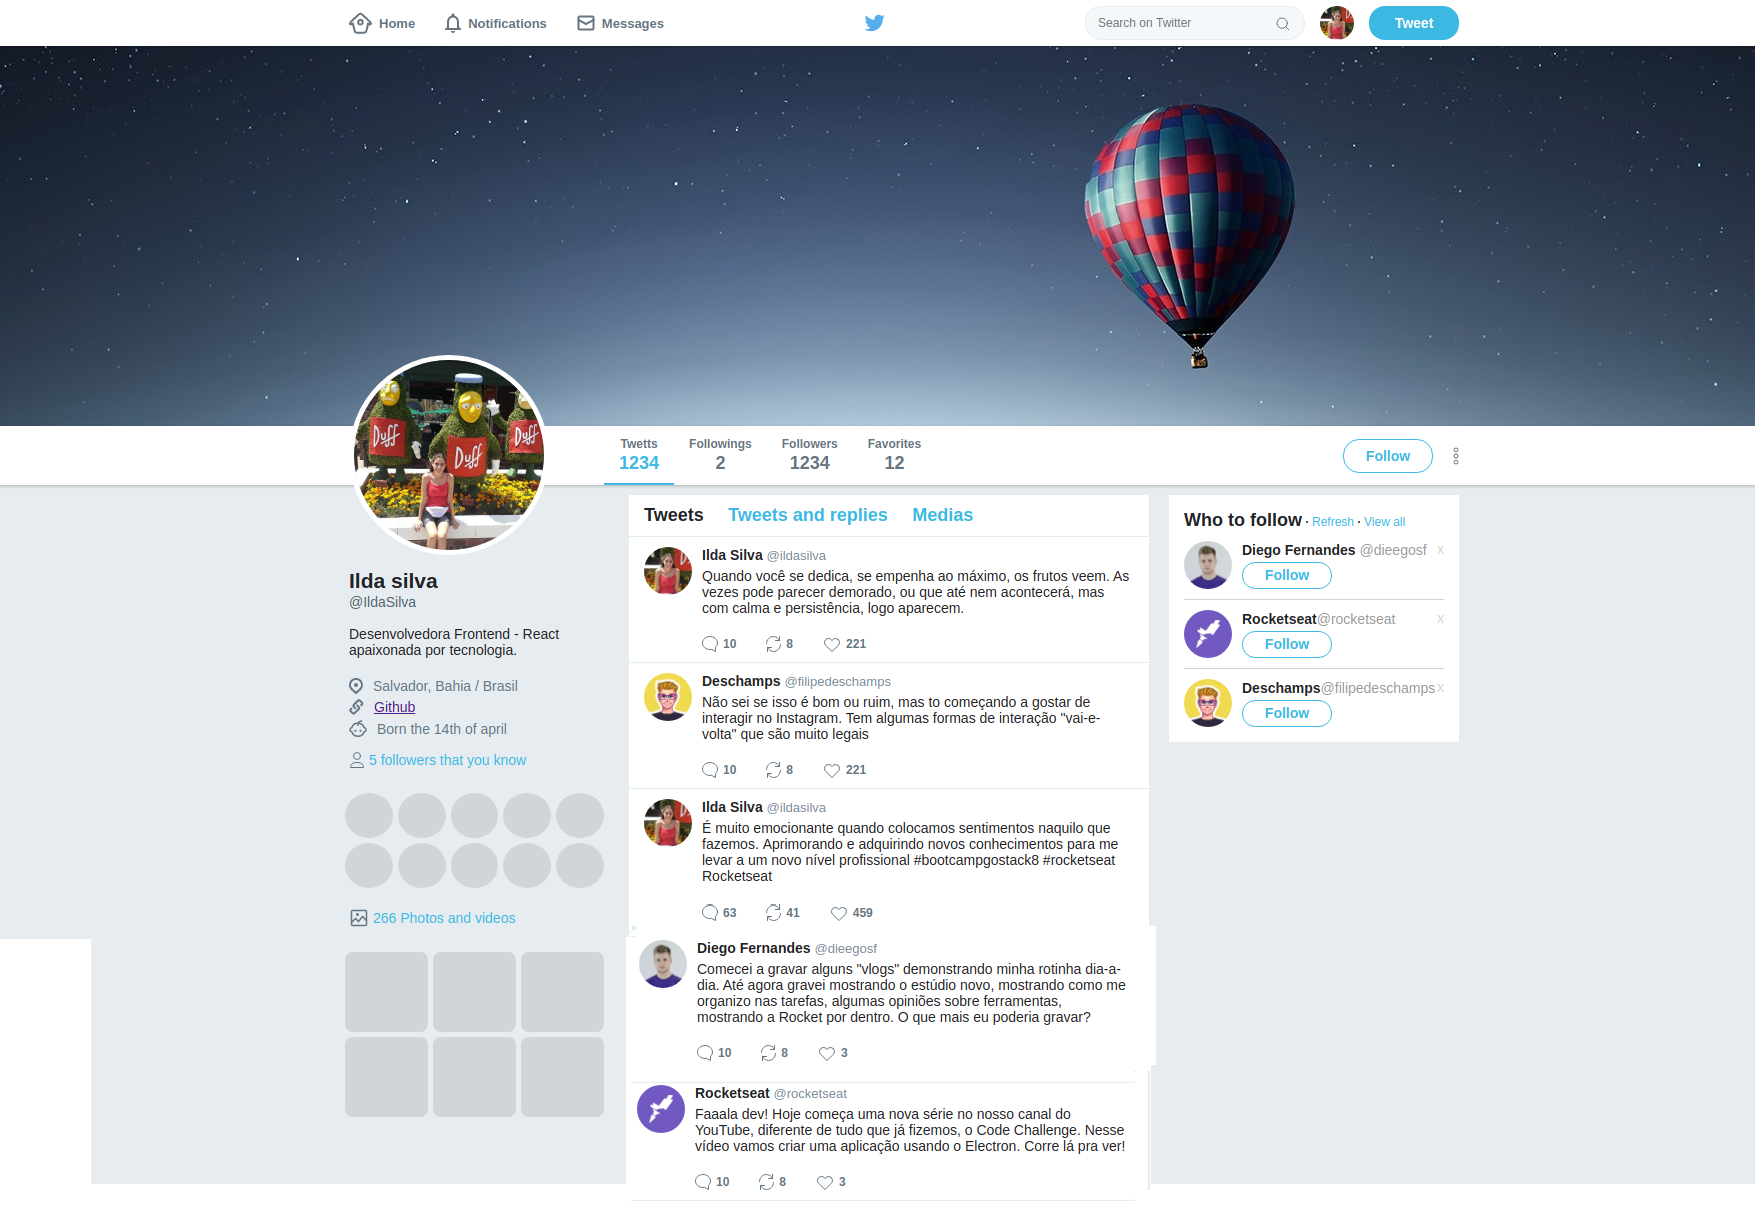 Home Notifications Messages Search on Twitter Tweet
Duff Duff Duff
Twetts Followings Followers Favorites
1234 2 1234 12 Follow
Tweets Tweets and replies Medias
Ilda Silva @ildasilva
Quando você se dedica, se empenha ao máximo, os frutos veem. As
vezes pode parecer demorado, ou que até nem acontecerá, mas
com calma e persistência, logo aparecem.
10 8 221
Deschamps @filipedeschamps
Não sei se isso é bom ou ruim, mas to começando a gostar de
interagir no Instagram. Tem algumas formas de interação "vai-e-
volta" que são muito legais
10 8 221
Ilda Silva @ildasilva
É muito emocionante quando colocamos sentimentos naquilo que
fazemos. Aprimorando e adquirindo novos conhecimentos para me
levar a um novo nível profissional #bootcampgostack8 #rocketseat
Rocketseat
63 41 459
Diego Fernandes @dieegosf
Comecei a gravar alguns "vlogs" demonstrando minha rotinha dia-a-
dia. Até agora gravei mostrando o estúdio novo, mostrando como me
organizo nas tarefas, algumas opiniões sobre ferramentas,
mostrando a Rocket por dentro. O que mais eu poderia gravar?
10 8 3
Rocketseat @rocketseat
Faaala dev! Hoje começa uma nova série no nosso canal do
YouTube, diferente de tudo que já fizemos, o Code Challenge. Nesse
vídeo vamos criar uma aplicação usando o Electron. Corre lá pra ver!
10 8 3
Ilda silva
@IldaSilva
Desenvolvedora Frontend - React
apaixonada por tecnologia.
Salvador, Bahia / Brasil
Github
Born the 14th of april
5 followers that you know
266 Photos and videos
Who to follow · Refresh · View all
Diego Fernandes @dieegosf x
Follow
Rocketseat@rocketseat x
Follow
Deschamps@filipedeschamps x
Follow